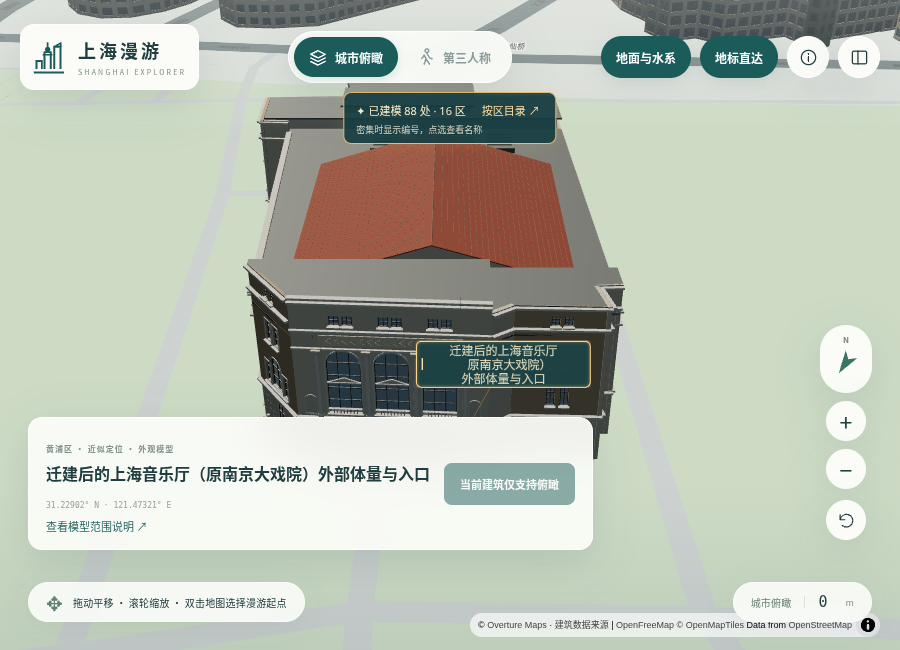 上海漫游
SHANGHAI EXPLORER
城市俯瞰
第三人称
地面与水系
地标直达
✦ 已建模 88 处 · 16 区 按区目录 ↗
密集时显示编号，点选查看名称
迁建后的上海音乐厅
原南京大戏院）
外部体量与入口
黄浦区 · 近似定位 · 外观模型
迁建后的上海音乐厅（原南京大戏院）外部体量与入口
31.22902° N · 121.47321° E
查看模型范围说明 ↗
当前建筑仅支持俯瞰
N
+
−
拖动平移 · 滚轮缩放 · 双击地图选择漫游起点
城市俯瞰 0 m
© Overture Maps · 建筑数据来源 | OpenFreeMap © OpenMapTiles Data from OpenStreetMap